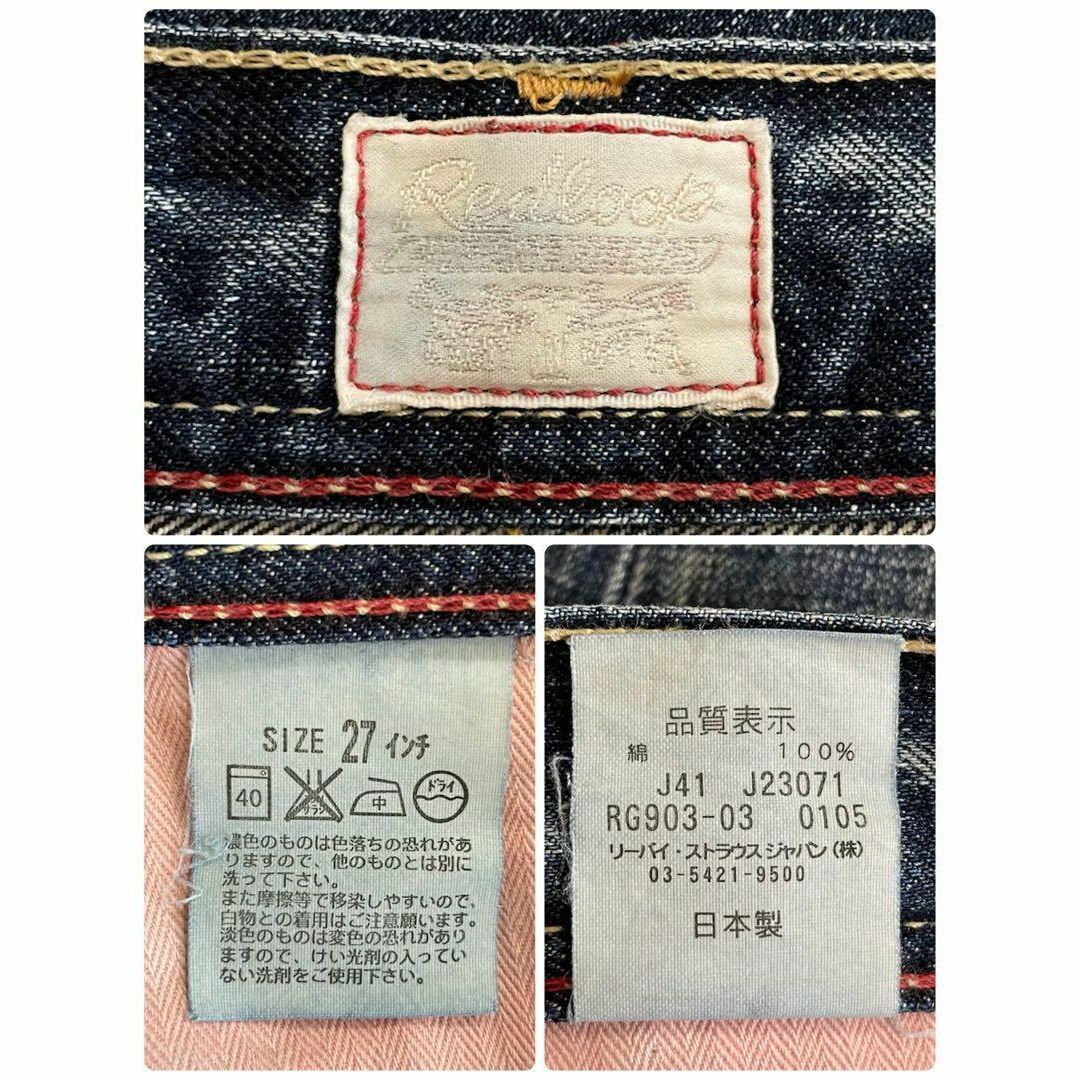 Redloop
SIZE 27 インチ
40 エンソ サラシ 中 ドライ
濃色のものは色落ちの恐れがあ
りますので、他のものとは別に
洗って下さい。
また摩擦等で移染しやすいので、
白物との着用はご注意願います。
淡色のものは変色の恐れがあり
ますので、けい光剤の入ってい
ない洗剤をご使用下さい。
品質表示
綿 100%
J41 J23071
RG903-03 0105
リーバイ・ストラウスジャパン(株)
03-5421-9500
日本製